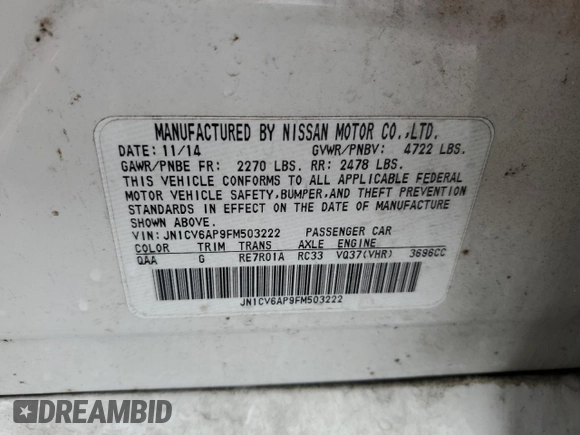 MANUFACTURED BY NISSAN MOTOR CO.,LTD.
DATE: 11/14 GVWR/PNBV: 4722 LBS.
GAWR/PNBE FR: 2270 LBS. RR: 2478 LBS.
THIS VEHICLE CONFORMS TO ALL APPLICABLE FEDERAL
MOTOR VEHICLE SAFETY,BUMPER,AND THEFT PREVENTION
STANDARDS IN EFFECT ON THE DATE OF MANUFACTURE
SHOWN ABOVE.
VIN: JN1CV6AP9FM503222 PASSENGER CAR
COLOR TRIM TRANS AXLE ENGINE
QAA G RE7R01A RC33 VQ37(VHR) 3696CC
JN1CV6AP9FM503222
DREAMBID